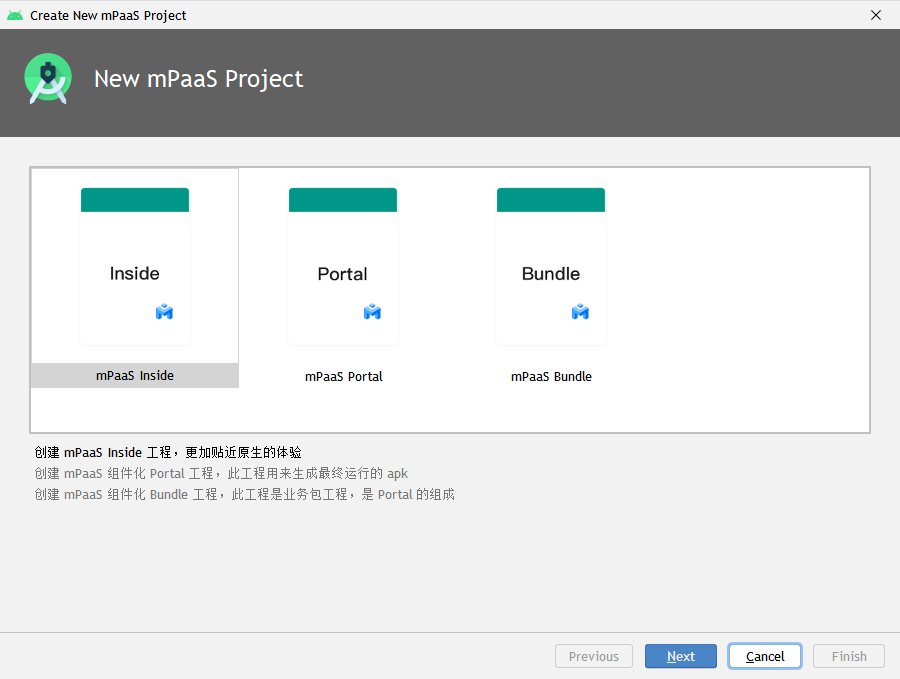 Create New mPaaS Project
New mPaaS Project
Inside
Portal
Bundle
mPaaS Inside
mPaaS Portal
mPaaS Bundle
创建 mPaaS Inside 工程，更加贴近原生的体验
创建 mPaaS 组件化 Portal 工程，此工程用来生成最终运行的 apk
创建 mPaaS 组件化 Bundle 工程，此工程是业务包工程，是 Portal 的组成
Previous
Next
Cancel
Finish